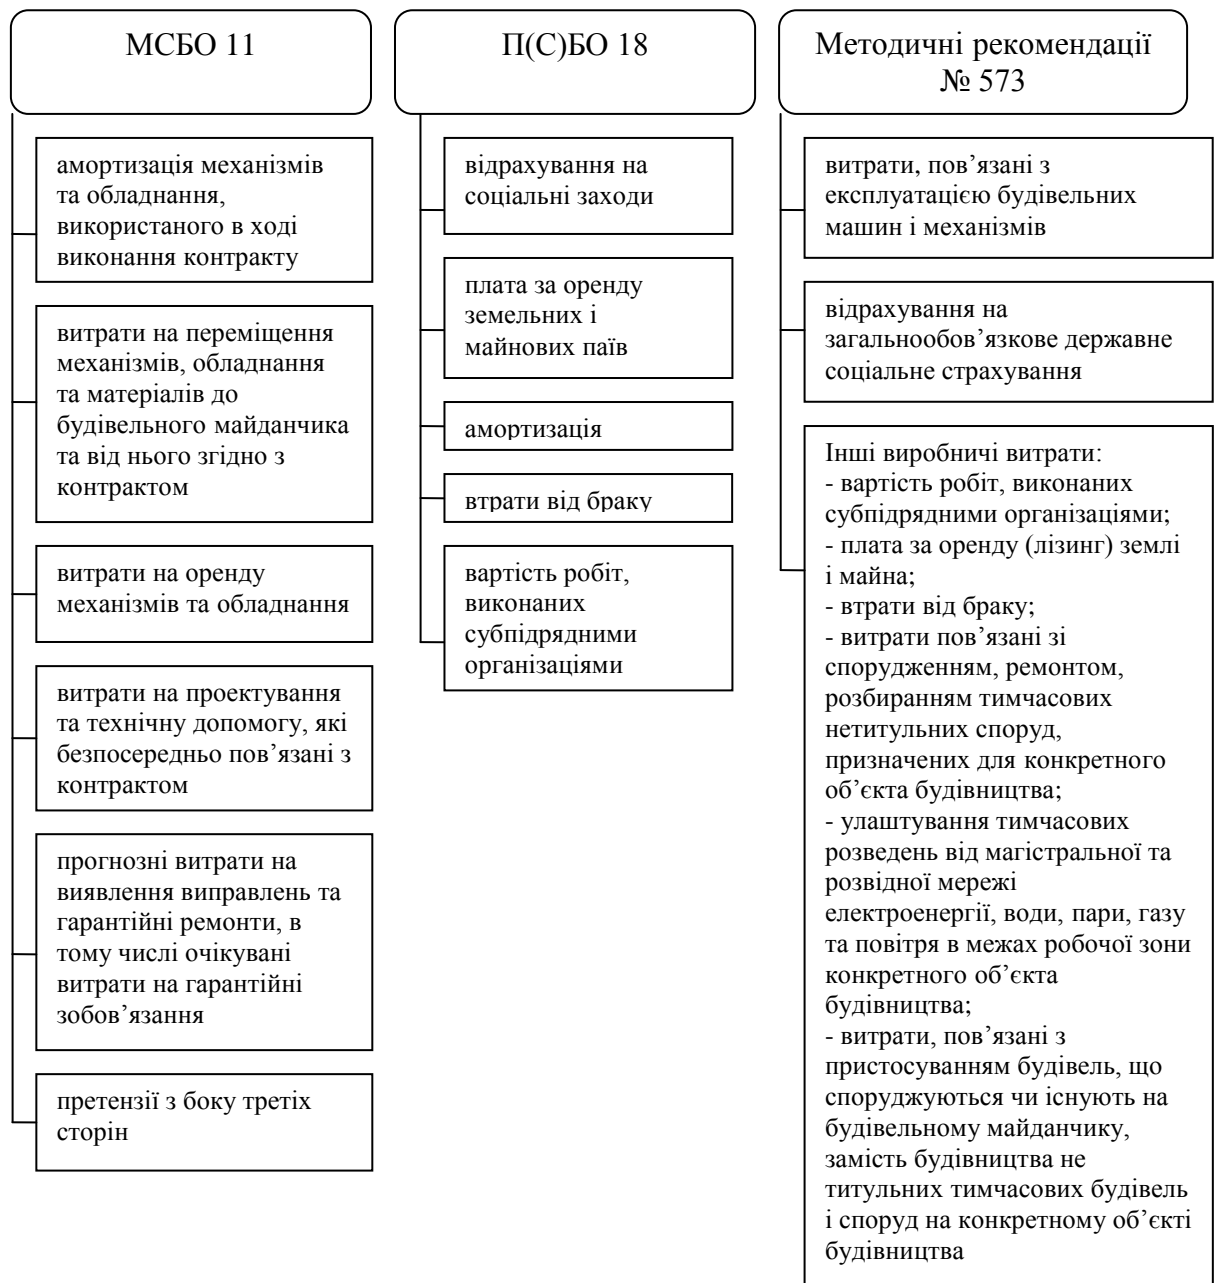 МСБО 11
амортизація механізмів
та обладнання,
використаного в ході
виконання контракту
витрати на переміщення
механізмів, обладнання
та матеріалів до
будівельного майданчика
та від нього згідно з
контрактом
витрати на оренду
механізмів та обладнання
витрати на проектування
та технічну допомогу, які
безпосередньо пов’язані з
контрактом
прогнозні витрати на
виявлення виправлень та
гарантійні ремонти, в
тому числі очікувані
витрати на гарантійні
зобов’язання
претензії з боку третіх
сторін
П(С)БО 18
відрахування на
соціальні заходи
плата за оренду
земельних і
майнових паїв
амортизація
втрати від браку
вартість робіт,
виконаних
субпідрядними
організаціями
Методичні рекомендації
№ 573
витрати, пов’язані з
експлуатацією будівельних
машин і механізмів
відрахування на
загальнообов’язкове державне
соціальне страхування
Інші виробничі витрати:
- вартість робіт, виконаних
субпідрядними організаціями;
- плата за оренду (лізинг) землі
і майна;
- втрати від браку;
- витрати пов’язані зі
спорудженням, ремонтом,
розбиранням тимчасових
нетитульних споруд,
призначених для конкретного
об’єкта будівництва;
- улаштування тимчасових
розведень від магістральної та
розвідної мережі
електроенергії, води, пари, газу
та повітря в межах робочої зони
конкретного об’єкта
будівництва;
- витрати, пов’язані з
пристосуванням будівель, що
споруджуються чи існують на
будівельному майданчику,
замість будівництва не
титульних тимчасових будівель
і споруд на конкретному об’єкті
будівництва